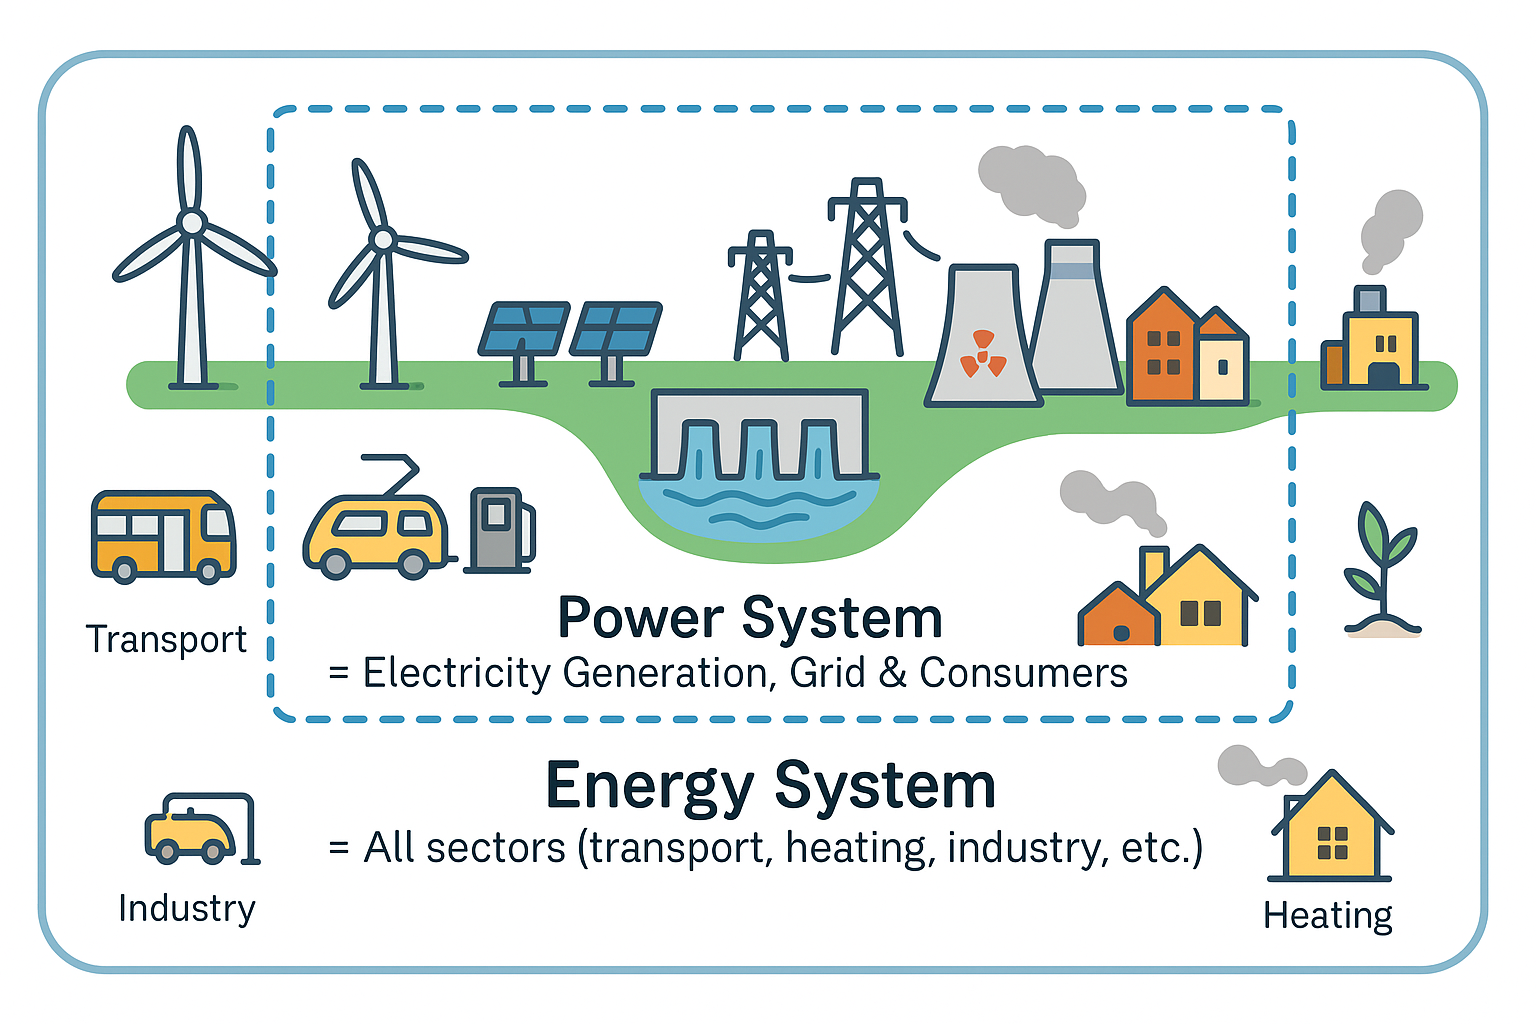 Transport
Power System
= Electricity Generation, Grid & Consumers
Energy System
= All sectors (transport, heating, industry, etc.)
Industry
Heating